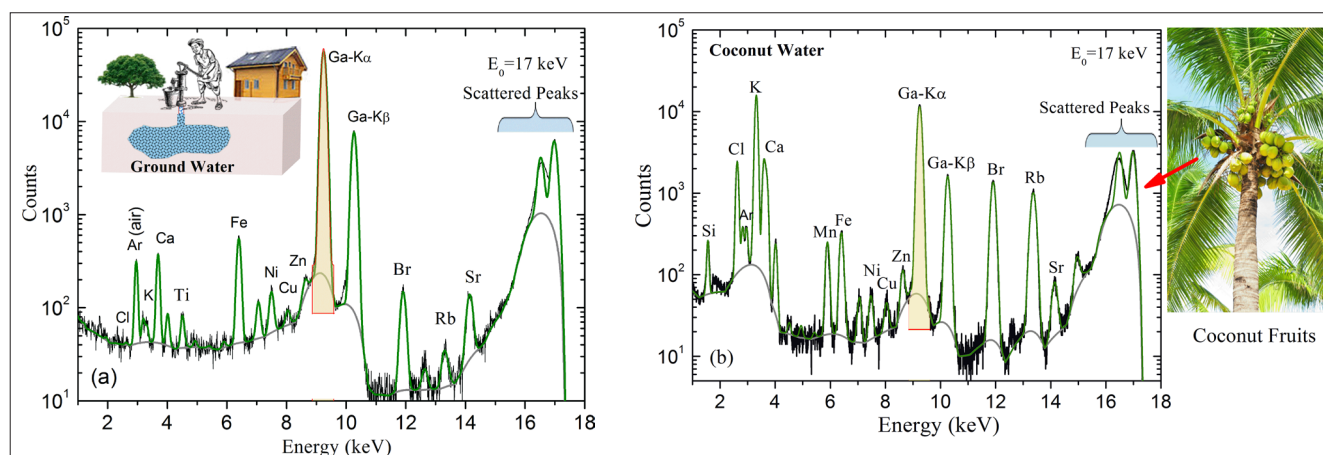 10^5
10^4
10^3
10^2
10^1
Counts
Ground Water
Ga-Kα
Ga-Kβ
E_0=17 keV
Scattered Peaks
Ar (air)
Ca
K
Cl
Ti
Fe
Ni
Cu
Zn
Br
Rb
Sr
(a)
2 4 6 8 10 12 14 16 18
Energy (keV)
10^5
10^4
10^3
10^2
10^1
Counts
Coconut Water
E_0=17 keV
Scattered Peaks
Si
Cl
Ar
K
Ca
Mn
Fe
Ni
Cu
Zn
Ga-Kα
Ga-Kβ
Br
Rb
Sr
(b)
2 4 6 8 10 12 14 16 18
Energy (keV)
Coconut Fruits